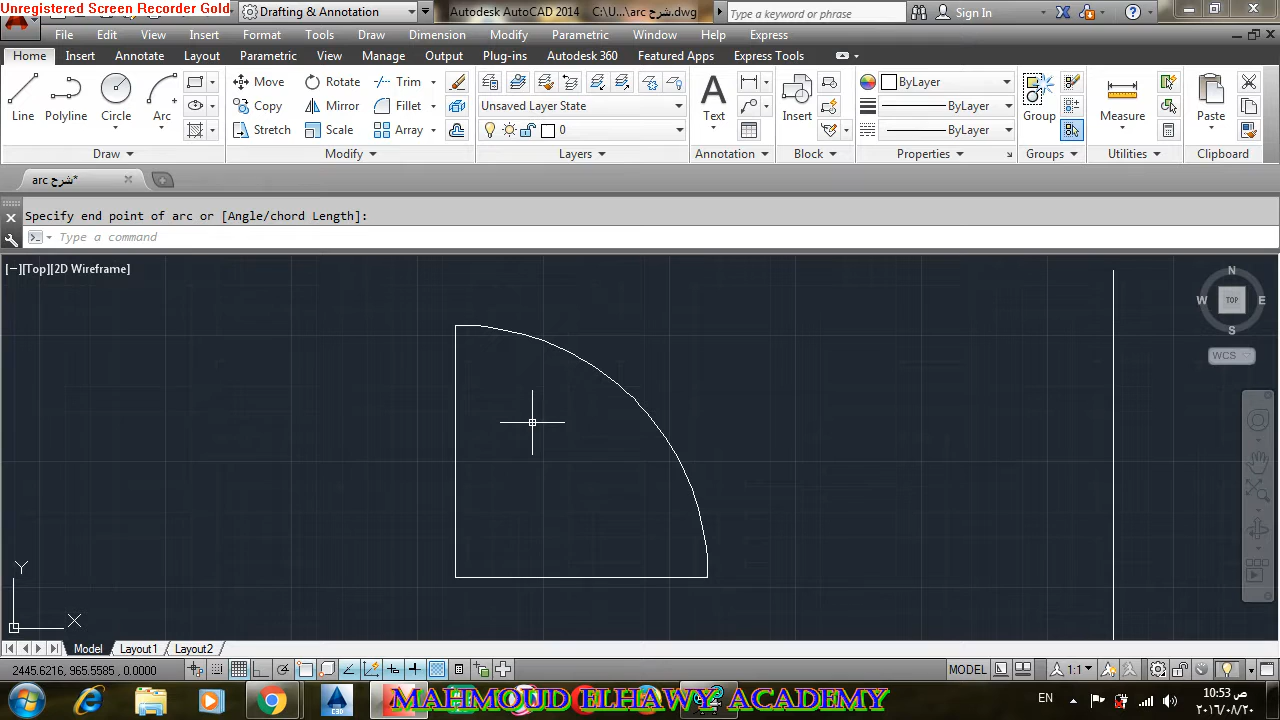 Unregistered Screen Recorder Gold
Drafting & Annotation
Autodesk AutoCAD 2014 C:\U...\arc شرح.dwg
Type a keyword or phrase
Sign In
File Edit View Insert Format Tools Draw Dimension Modify Parametric Window Help Express
Home Insert Annotate Layout Parametric View Manage Output Plug-ins Autodesk 360 Featured Apps Express Tools
Line Polyline Circle Arc
Move Rotate Trim
Copy Mirror Fillet
Stretch Scale Array
Unsaved Layer State
0
Text
Insert
ByLayer
ByLayer
ByLayer
Group
Measure
Paste
Draw Modify Layers Annotation Block Properties Groups Utilities Clipboard
arc شرح*
Specify end point of arc or [Angle/chord Length]:
Type a command
[−][Top][2D Wireframe]
N
W TOP E
S
WCS
Y
X
Model Layout1 Layout2
2445.6216, 965.5585, 0.0000
MODEL
1:1
C3D
MAHMOUD ELHAWY ACADEMY
EN
10:53 ص
٢٠١٦/٠٨/٢٠